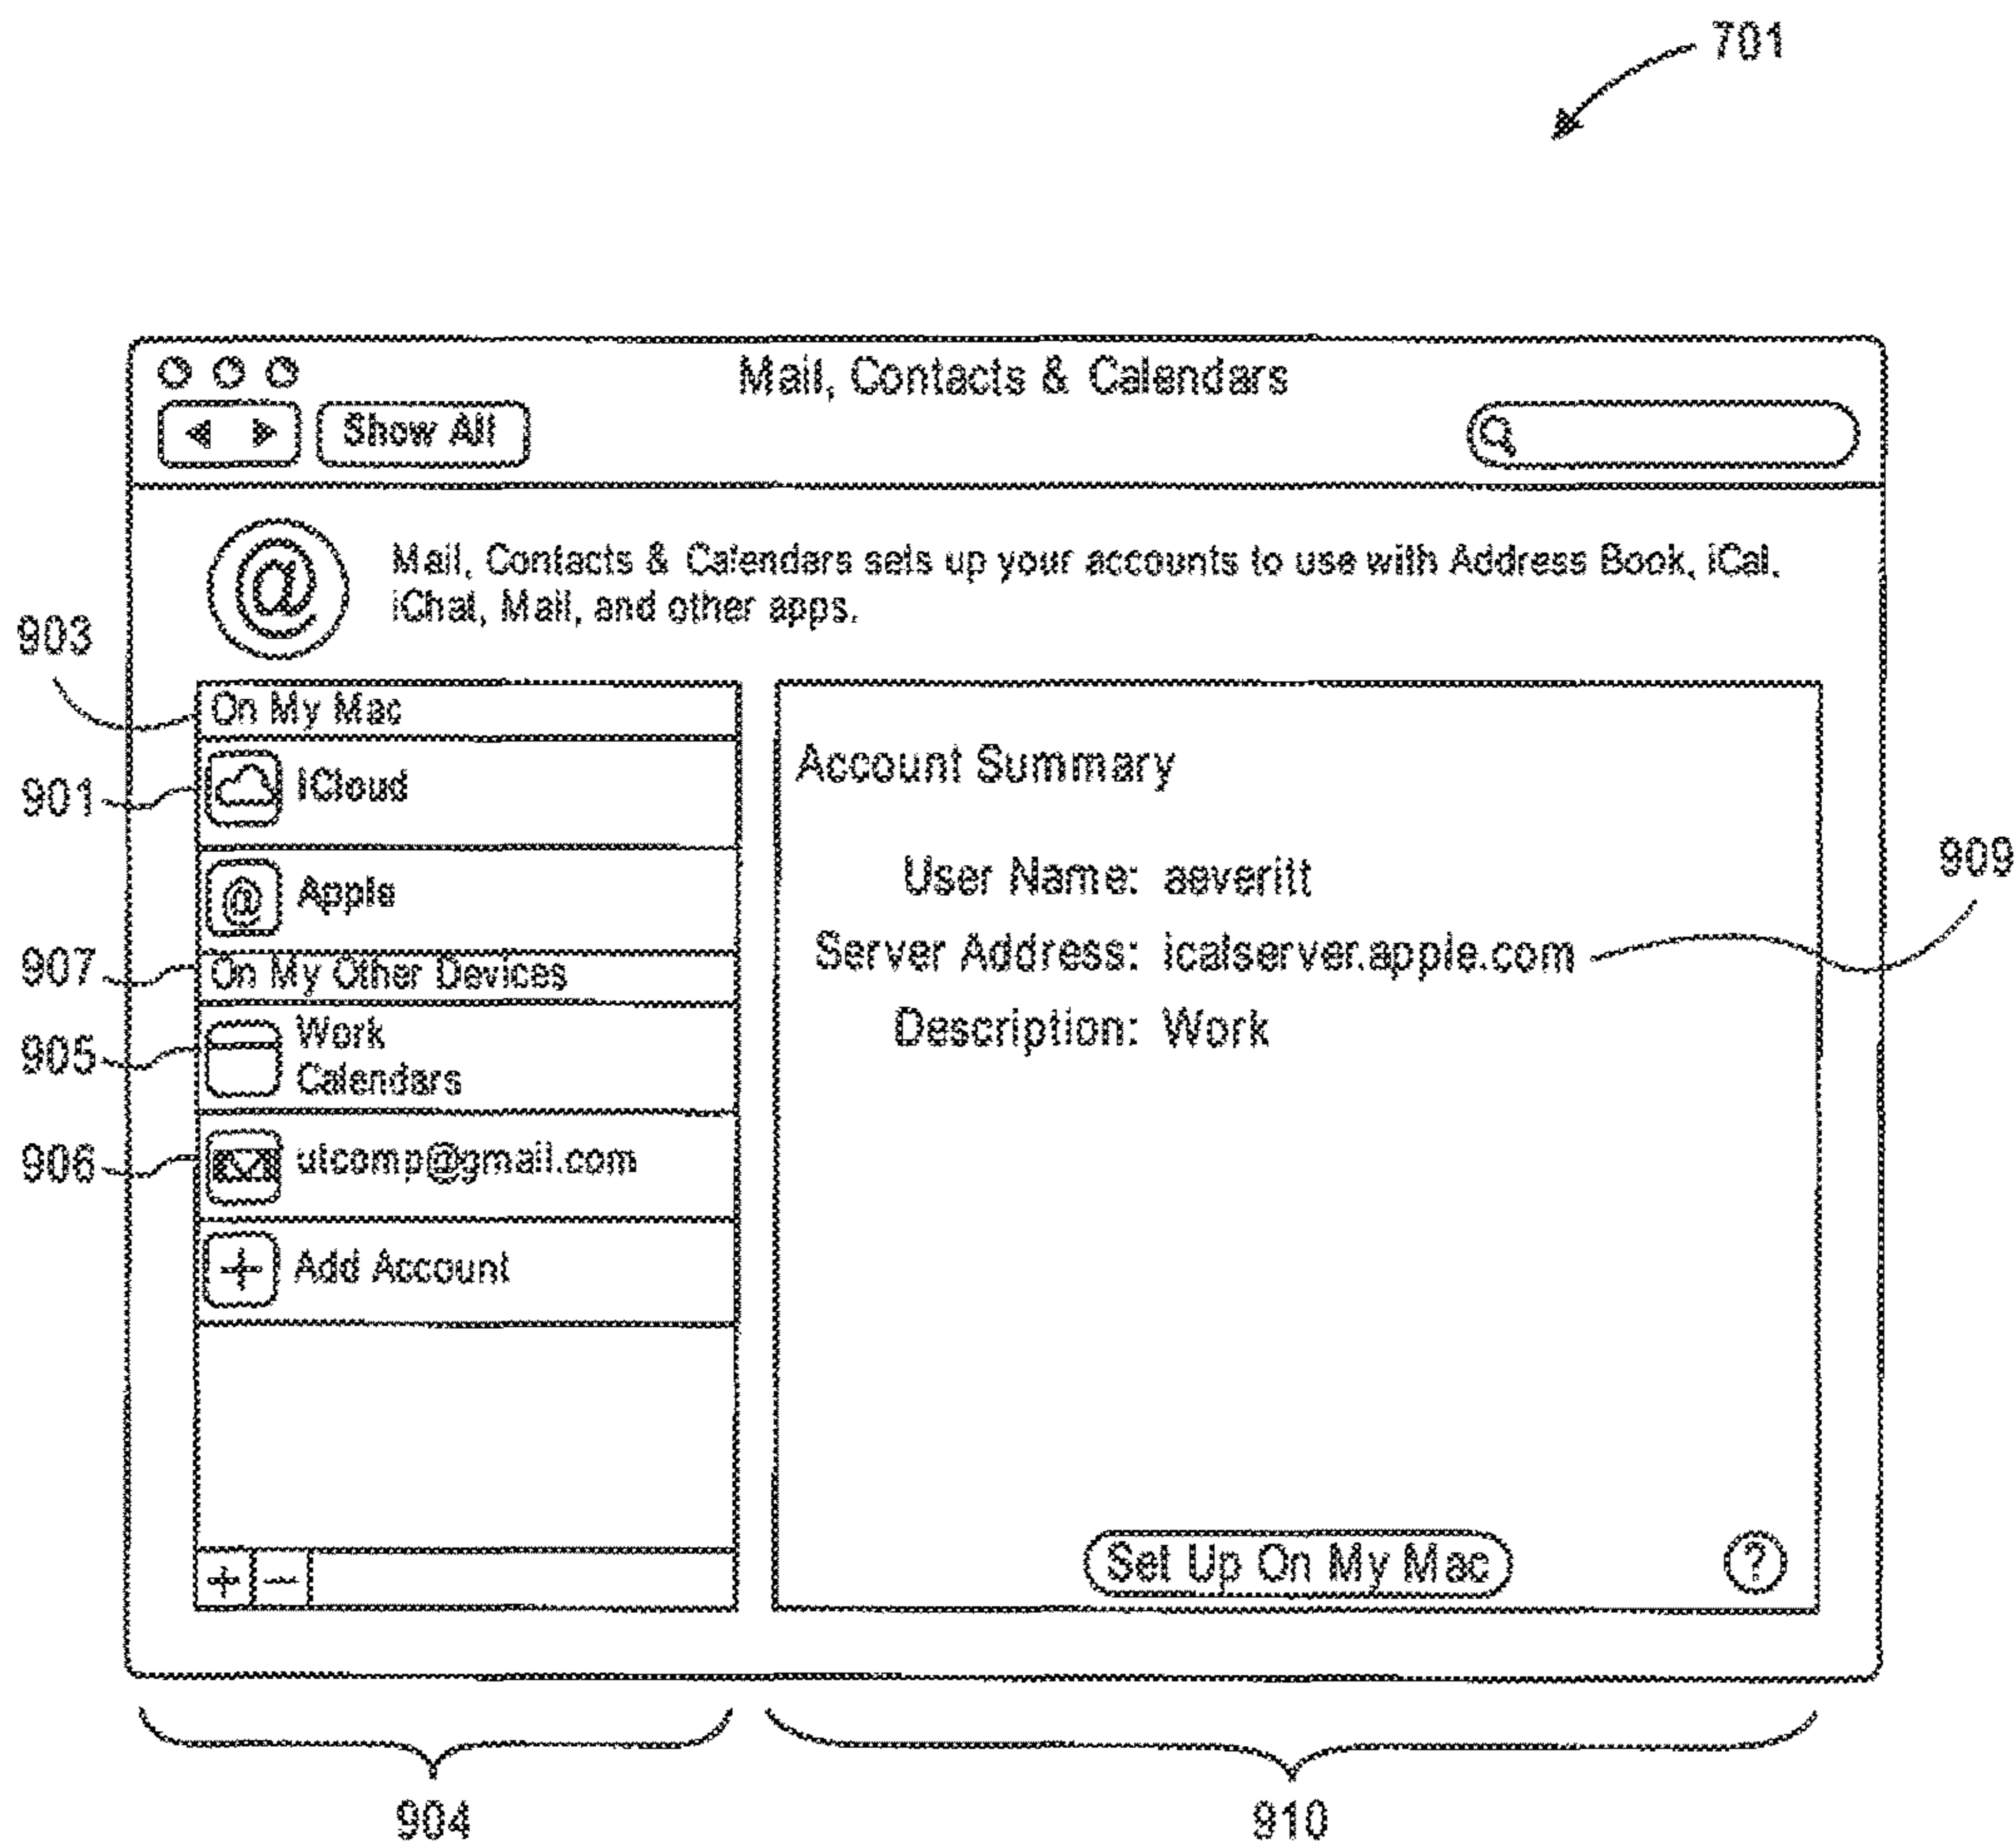 701
Mail, Contacts & Calendars
Show All
Mail, Contacts & Calendars sets up your accounts to use with Address Book, iCal,
iChat, Mail, and other apps.
903
On My Mac
901
iCloud
Apple
907
On My Other Devices
905
Work
Calendars
906
utcomp@gmail.com
Add Account
Account Summary
User Name: aeveritt
909
Server Address: icalserver.apple.com
Description: Work
Set Up On My Mac
?
904
910